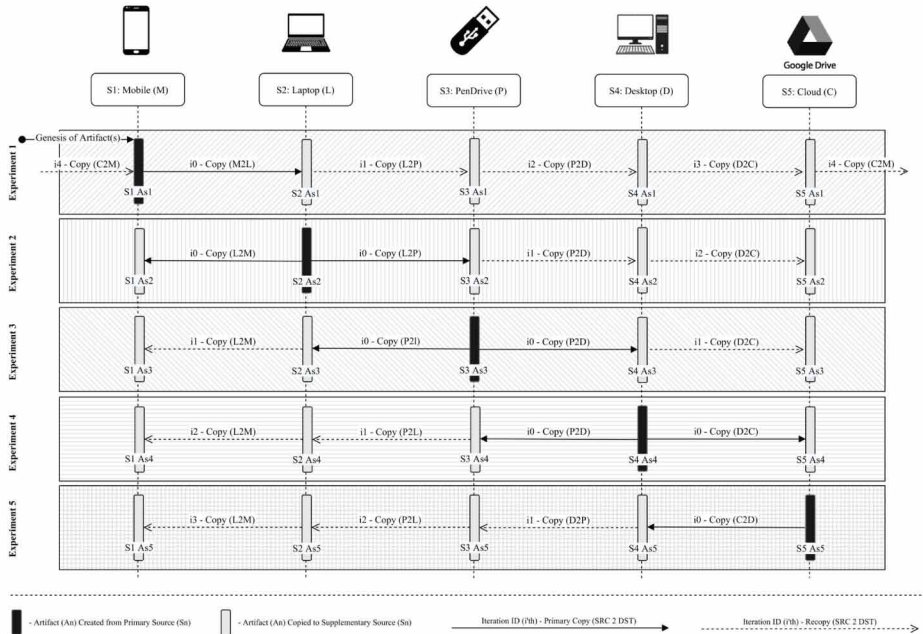 Google Drive
S1: Mobile (M)
S2: Laptop (L)
S3: PenDrive (P)
S4: Desktop (D)
S5: Cloud (C)
Experiment 1
Genesis of Artifact(s)
i4 - Copy (C2M)
i0 - Copy (M2L)
i1 - Copy (L2P)
i2 - Copy (P2D)
i3 - Copy (D2C)
i4 - Copy (C2M)
S1 As1
S2 As1
S3 As1
S4 As1
S5 As1
Experiment 2
i0 - Copy (L2M)
i0 - Copy (L2P)
i1 - Copy (P2D)
i2 - Copy (D2C)
S1 As2
S2 As2
S3 As2
S4 As2
S5 As2
Experiment 3
i1 - Copy (L2M)
i0 - Copy (P2l)
i0 - Copy (P2D)
i1 - Copy (D2C)
S1 As3
S2 As3
S3 As3
S4 As3
S5 As3
Experiment 4
i2 - Copy (L2M)
i1 - Copy (P2L)
i0 - Copy (P2D)
i0 - Copy (D2C)
S1 As4
S2 As4
S3 As4
S4 As4
S5 As4
Experiment 5
i3 - Copy (L2M)
i2 - Copy (P2L)
i1 - Copy (D2P)
i0 - Copy (C2D)
S1 As5
S2 As5
S3 As5
S4 As5
S5 As5
- Artifact (An) Created from Primary Source (Sn)
- Artifact (An) Copied to Supplementary Source (Sn)
Iteration ID (i'th) - Primary Copy (SRC 2 DST)
Iteration ID (i'th) - Recopy (SRC 2 DST)